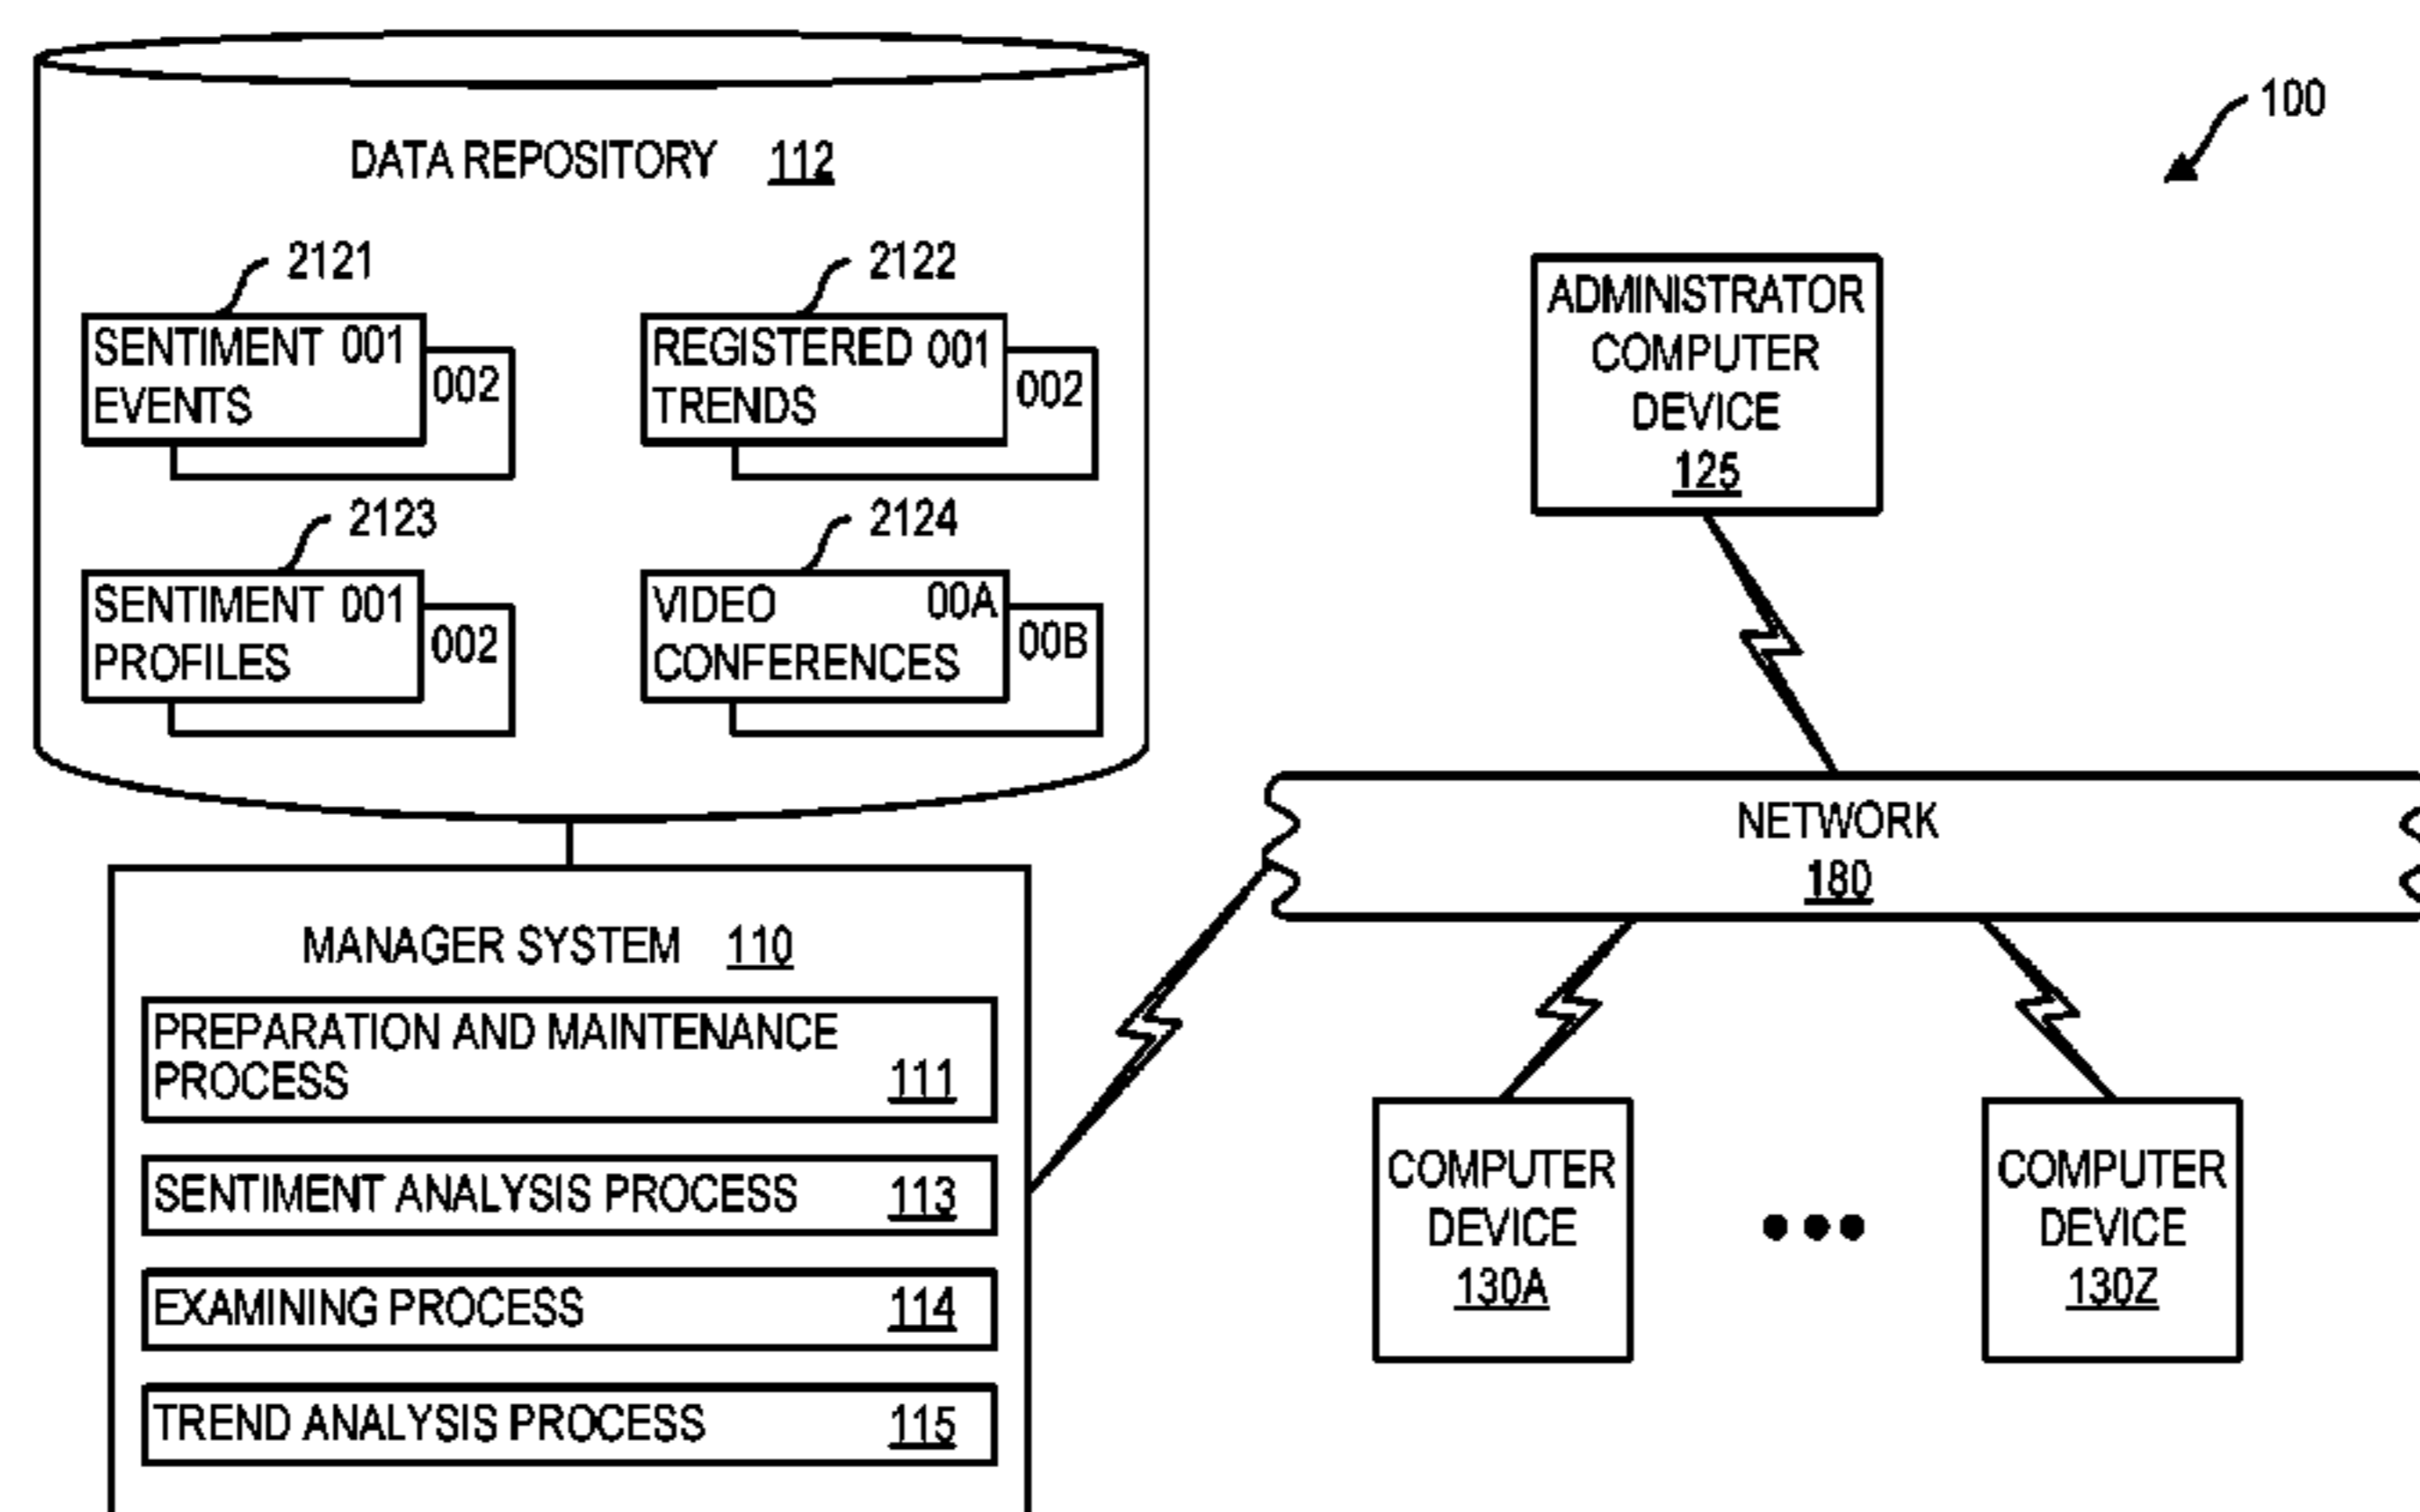 DATA REPOSITORY 112
2121
SENTIMENT 001
EVENTS
002
2122
REGISTERED 001
TRENDS
002
2123
SENTIMENT 001
PROFILES
002
2124
VIDEO 00A
CONFERENCES
00B
100
ADMINISTRATOR
COMPUTER
DEVICE
125
NETWORK
180
MANAGER SYSTEM 110
PREPARATION AND MAINTENANCE
PROCESS 111
SENTIMENT ANALYSIS PROCESS 113
EXAMINING PROCESS 114
TREND ANALYSIS PROCESS 115
COMPUTER
DEVICE
130A
COMPUTER
DEVICE
130Z